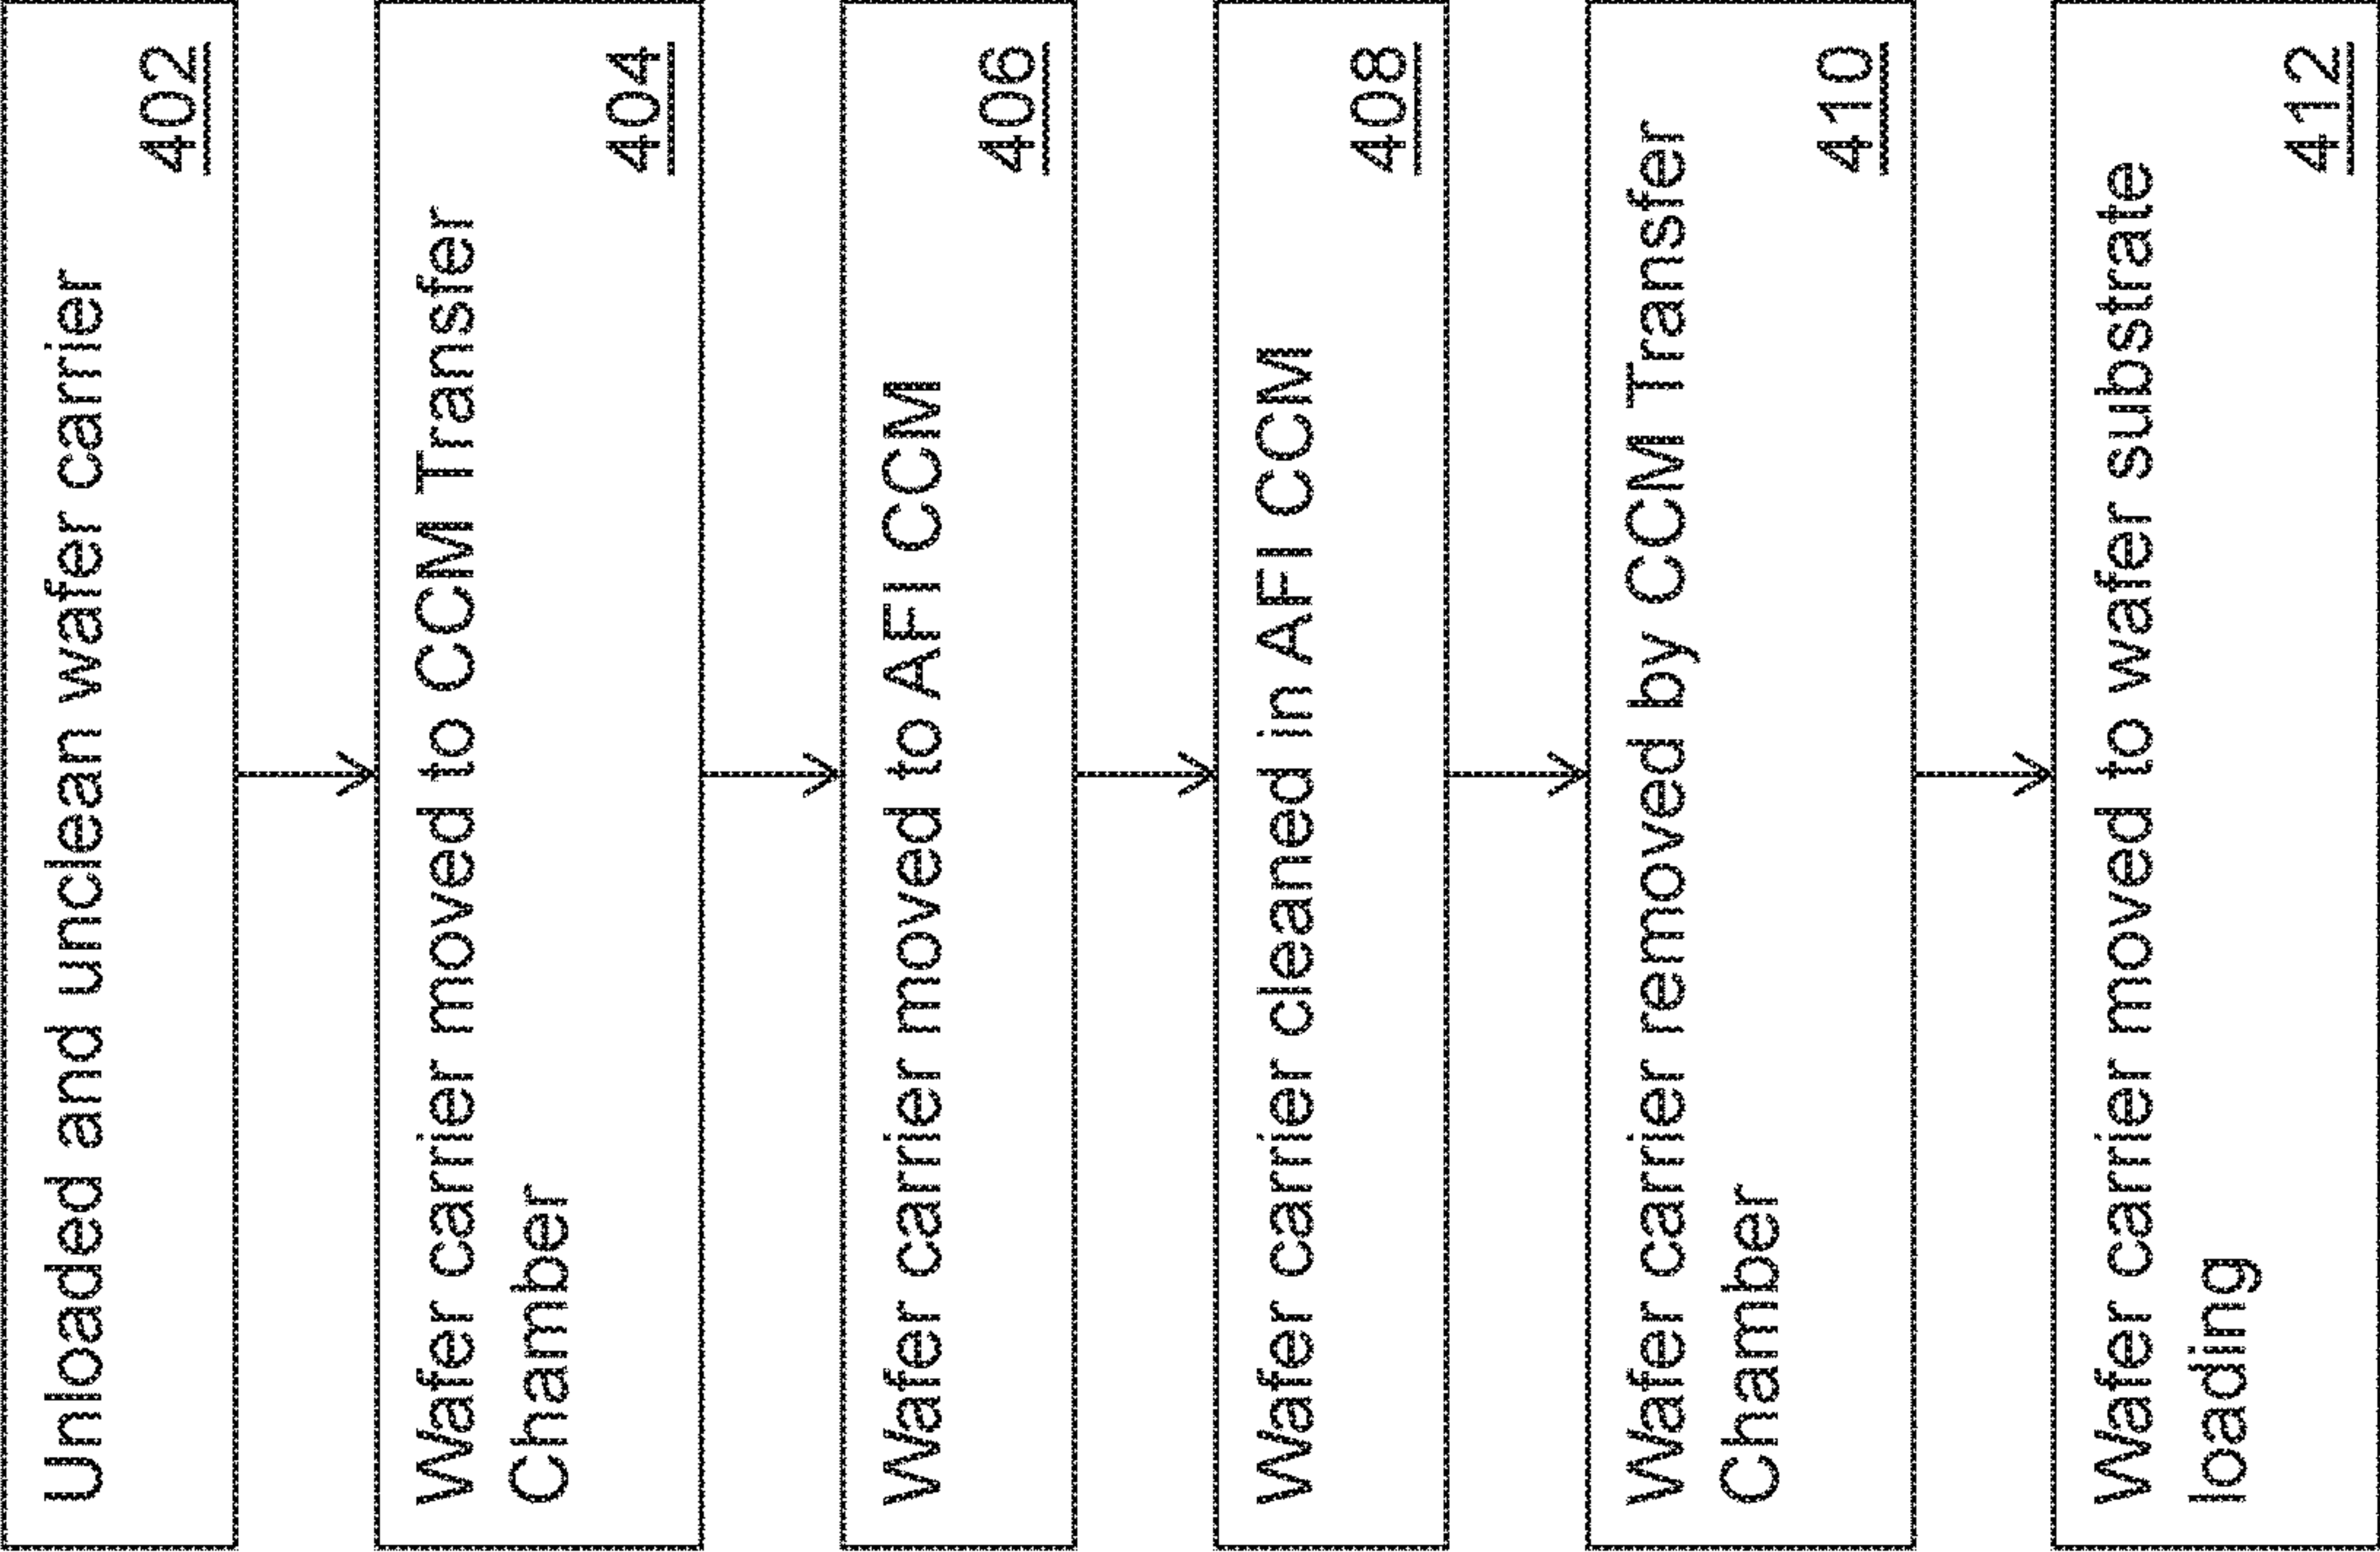 Unloaded and unclean wafer carrier
402
Wafer carrier moved to CCM Transfer
Chamber
404
Wafer carrier moved to AFI CCM
406
Wafer carrier cleaned in AFI CCM
408
Wafer carrier removed by CCM Transfer
Chamber
410
Wafer carrier moved to wafer substrate
loading
412